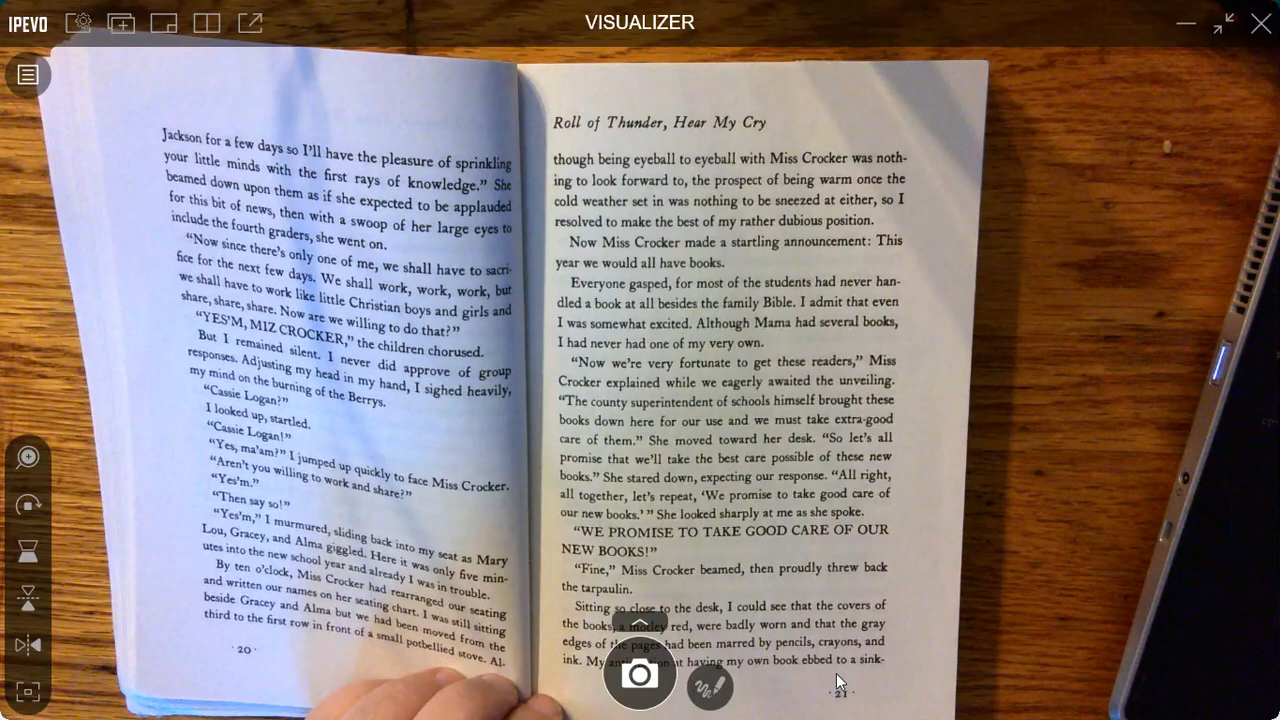 IPEVO
VISUALIZER
Jackson for a few days so I'll have the pleasure of sprinkling
your little minds with the first rays of knowledge." She
beamed down upon them as if she expected to be applauded
for this bit of news, then with a swoop of her large eyes to
include the fourth graders, she went on.
"Now since there's only one of me, we shall have to sacri-
fice for the next few days. We shall work, work, work, but
we shall have to work like little Christian boys and girls and
share, share, share. Now are we willing to do that?"
"YES'M, MIZ CROCKER," the children chorused.
But I remained silent. I never did approve of group
responses. Adjusting my head in my hand, I sighed heavily,
my mind on the burning of the Berrys.
"Cassie Logan?"
I looked up, startled.
"Cassie Logan!"
"Yes, ma'am?" I jumped up quickly to face Miss Crocker.
"Aren't you willing to work and share?"
"Yes'm."
"Then say so!"
"Yes'm," I murmured, sliding back into my seat as Mary
Lou, Gracey, and Alma giggled. Here it was only five min-
utes into the new school year and already I was in trouble.
By ten o'clock, Miss Crocker had rearranged our seating
and written our names on her seating chart. I was still sitting
beside Gracey and Alma but we had been moved from the
third to the first row in front of a small potbellied stove. Al-
· 20 ·
Roll of Thunder, Hear My Cry
though being eyeball to eyeball with Miss Crocker was noth-
ing to look forward to, the prospect of being warm once the
cold weather set in was nothing to be sneezed at either, so I
resolved to make the best of my rather dubious position.
Now Miss Crocker made a startling announcement: This
year we would all have books.
Everyone gasped, for most of the students had never han-
dled a book at all besides the family Bible. I admit that even
I was somewhat excited. Although Mama had several books,
I had never had one of my very own.
"Now we're very fortunate to get these readers," Miss
Crocker explained while we eagerly awaited the unveiling.
"The county superintendent of schools himself brought these
books down here for our use and we must take extra-good
care of them." She moved toward her desk. "So let's all
promise that we'll take the best care possible of these new
books." She stared down, expecting our response. "All right,
all together, let's repeat, 'We promise to take good care of
our new books.' " She looked sharply at me as she spoke.
"WE PROMISE TO TAKE GOOD CARE OF OUR
NEW BOOKS!"
"Fine," Miss Crocker beamed, then proudly threw back
the tarpaulin.
Sitting so close to the desk, I could see that the covers of
the books, a motley red, were badly worn and that the gray
edges of the pages had been marred by pencils, crayons, and
ink. My at having my own book ebbed to a sink-
· 21 ·